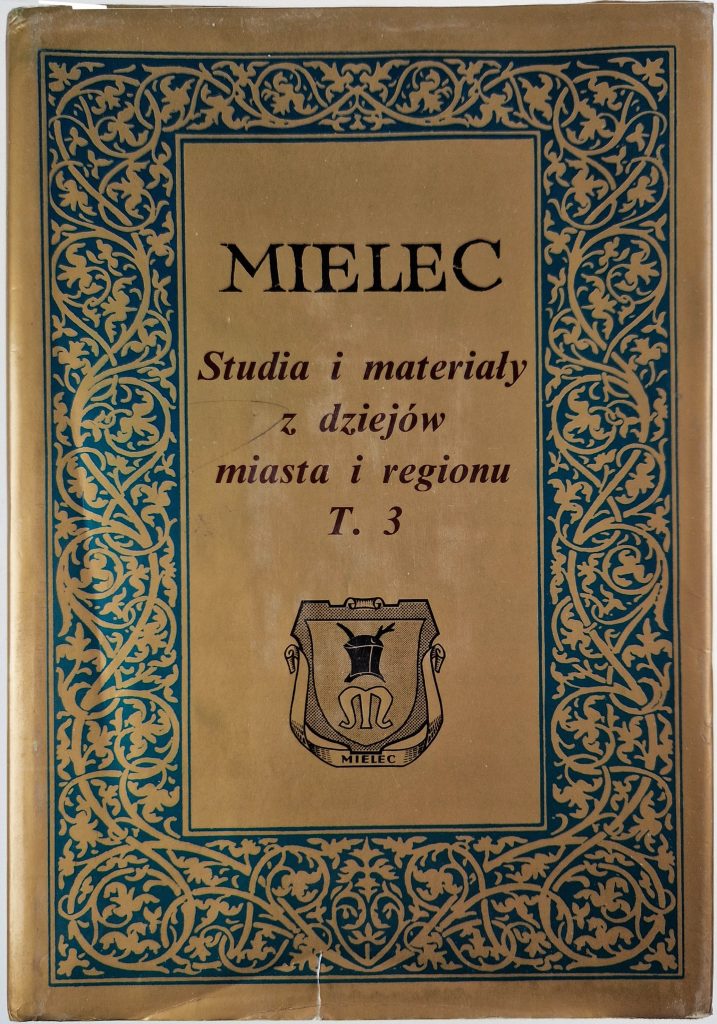 MIELEC
Studia i materiały
z dziejów
miasta i regionu
T. 3
MIELEC